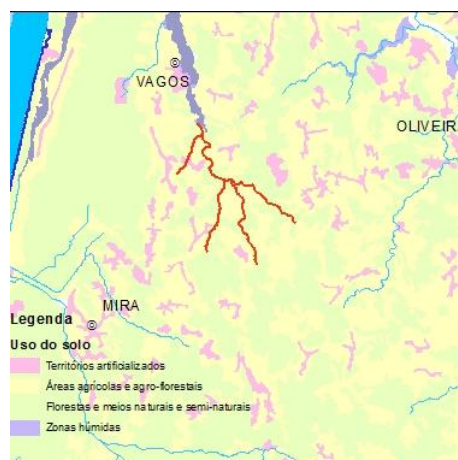 VAGOS
OLIVEIR
MIRA
Legenda
Uso do solo
Territórios artificializados
Áreas agrícolas e agro-florestais
Florestas e meios naturais e semi-naturais
Zonas húmidas